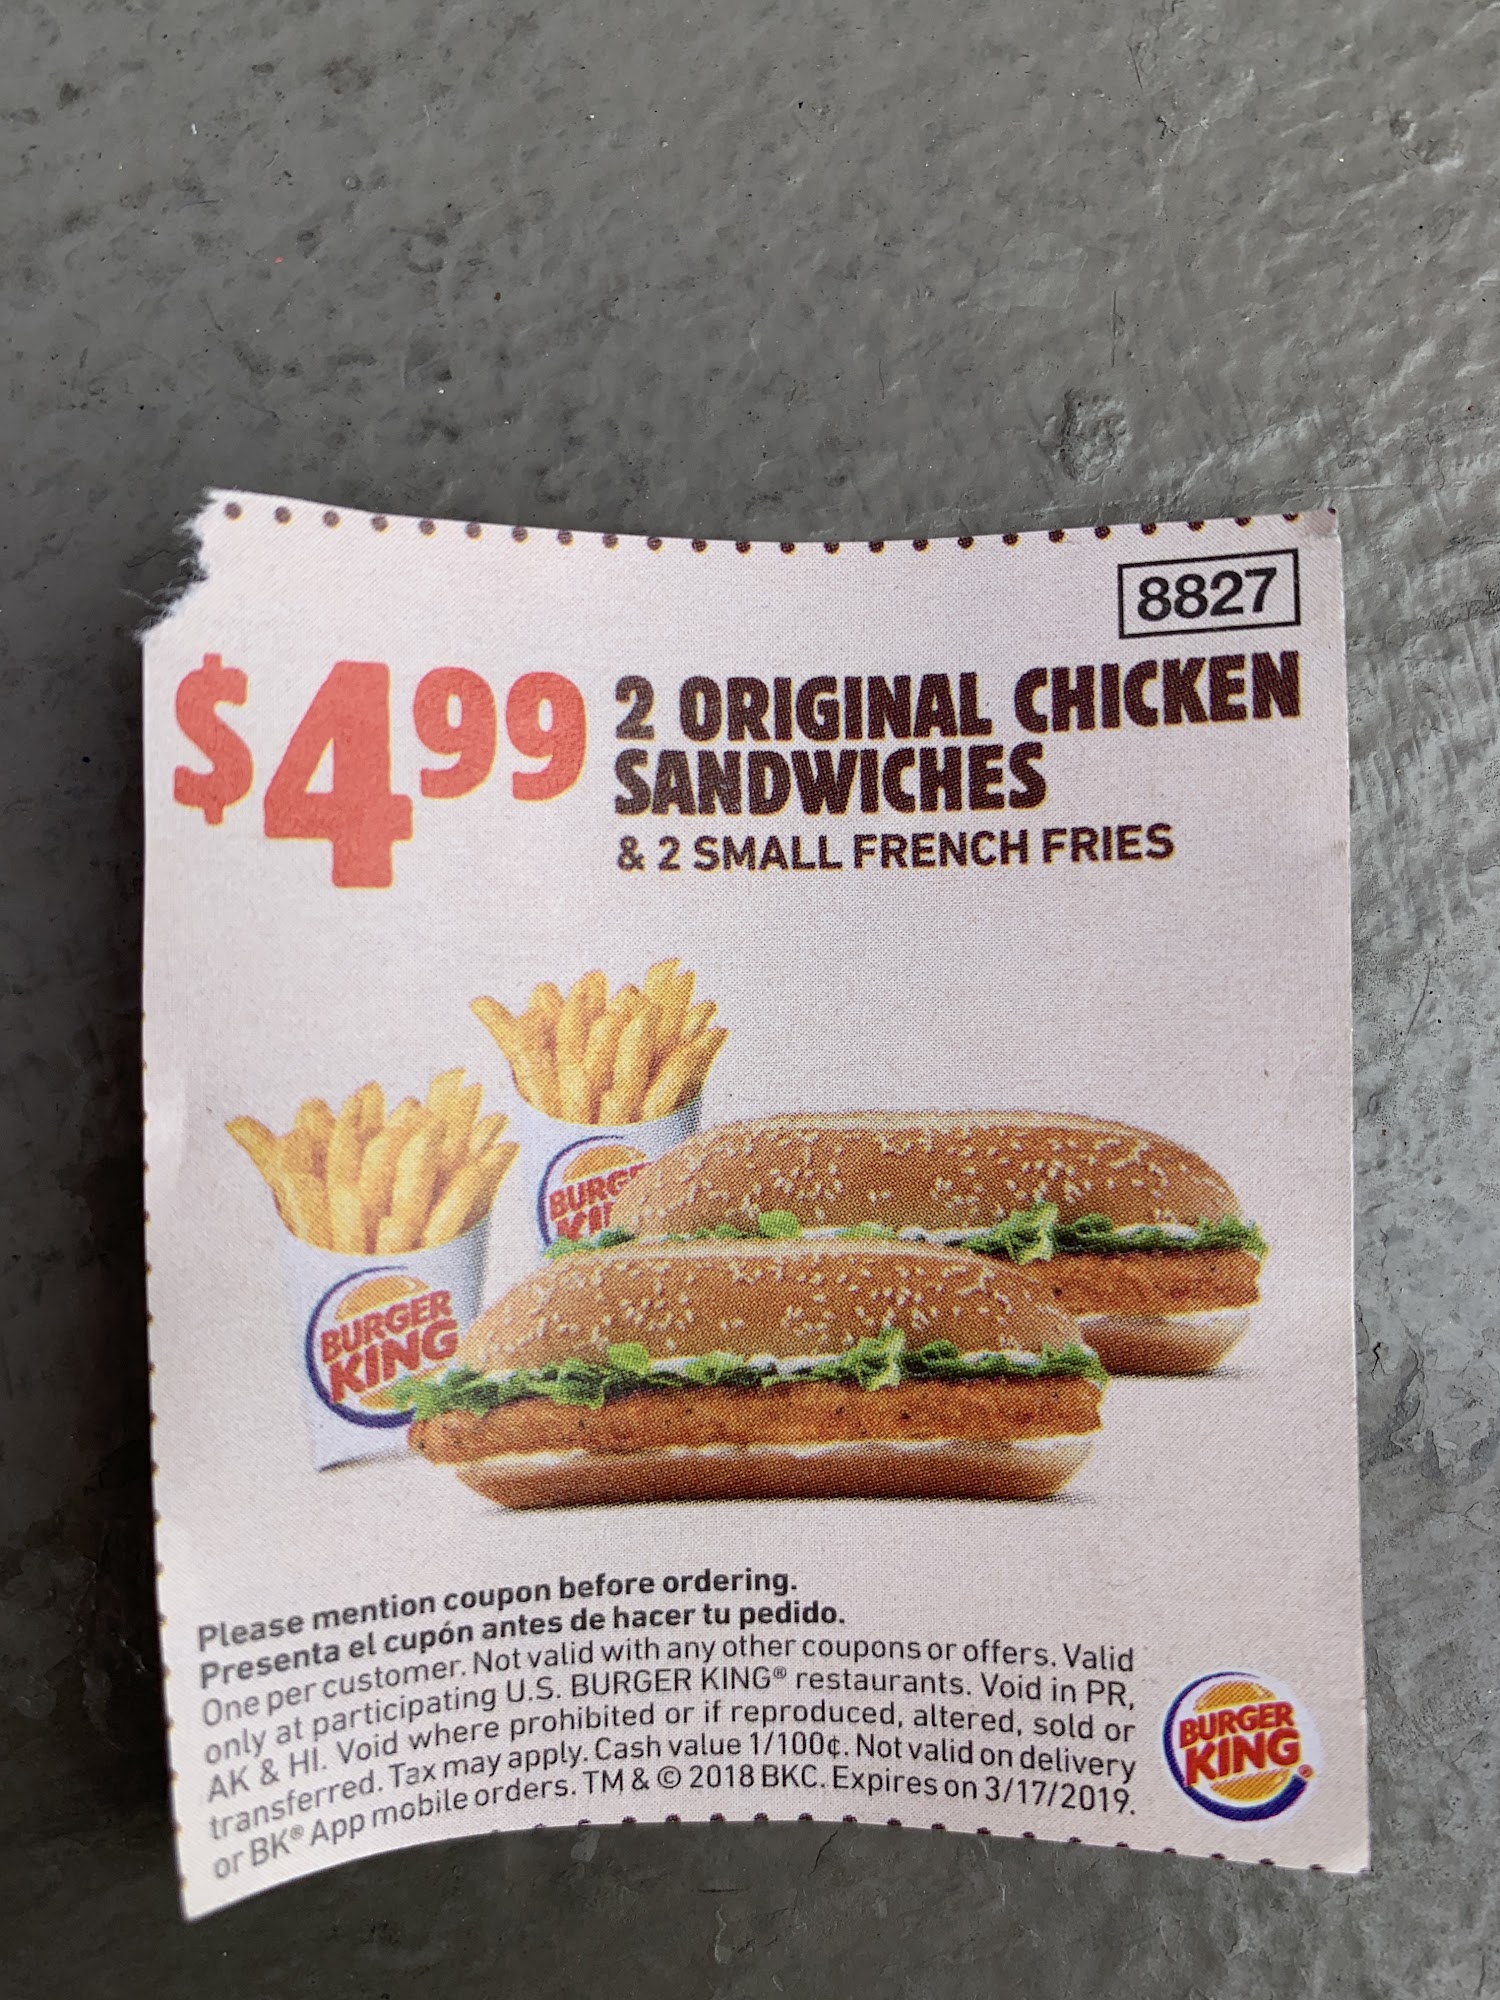 8827
$4.99 2 ORIGINAL CHICKEN
SANDWICHES
& 2 SMALL FRENCH FRIES
BURGER
KING
BURG
KI
Please mention coupon before ordering.
Presenta el cupón antes de hacer tu pedido.
One per customer. Not valid with any other coupons or offers. Valid
only at participating U.S. BURGER KING® restaurants. Void in PR,
AK & HI. Void where prohibited or if reproduced, altered, sold or
transferred. Tax may apply. Cash value 1/100¢. Not valid on delivery
or BK® App mobile orders. TM & © 2018 BKC. Expires on 3/17/2019.
BURGER
KING®